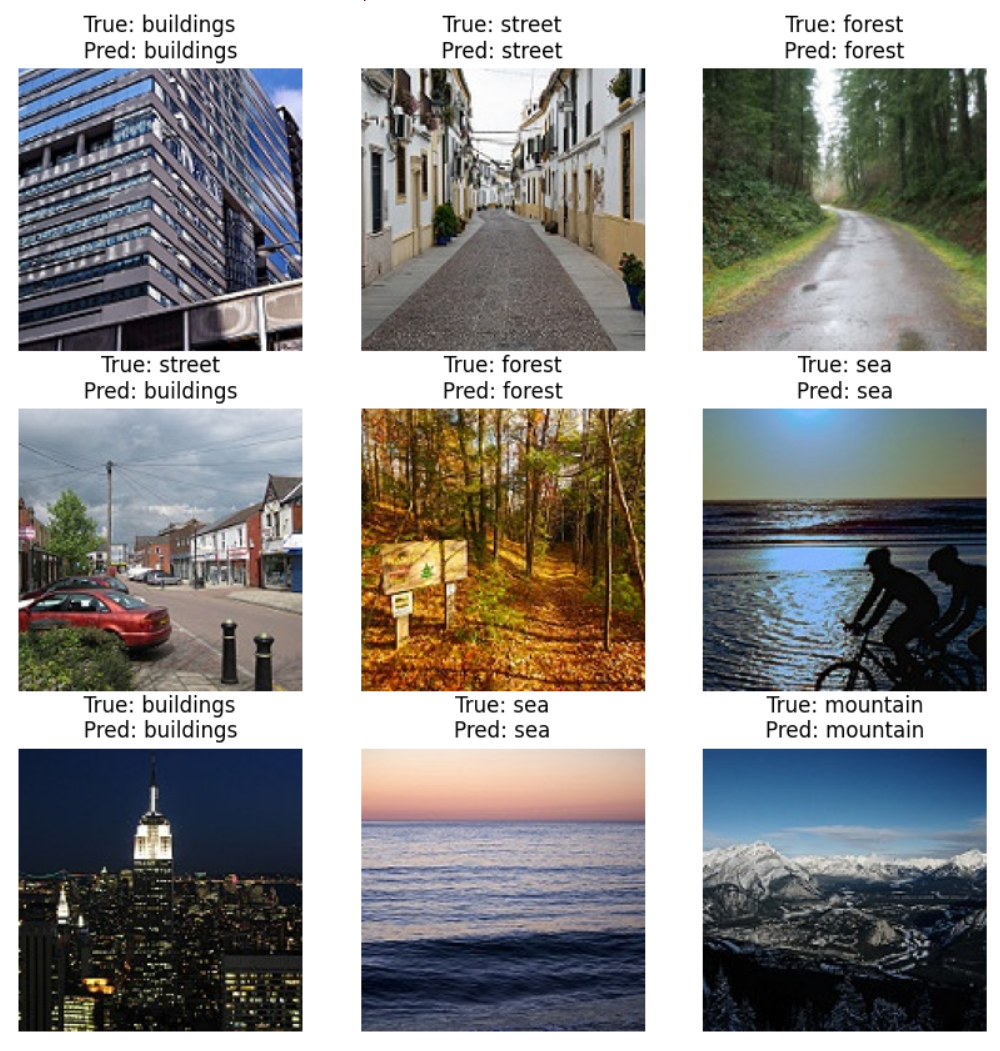 True: buildings
Pred: buildings
True: street
Pred: street
True: forest
Pred: forest
True: street
Pred: buildings
True: forest
Pred: forest
True: sea
Pred: sea
True: buildings
Pred: buildings
True: sea
Pred: sea
True: mountain
Pred: mountain